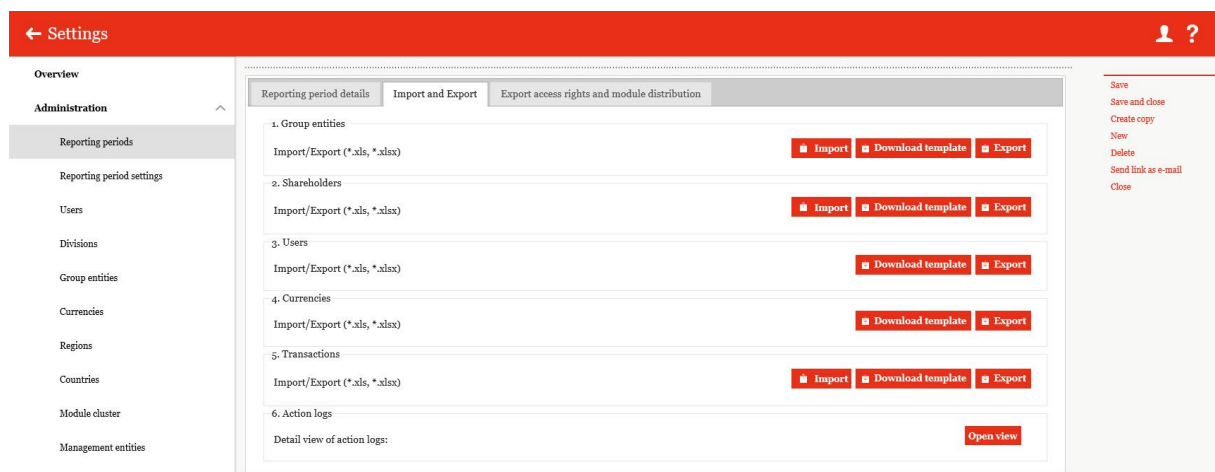 ← Settings
?
Overview
Administration
Reporting periods
Reporting period settings
Users
Divisions
Group entities
Currencies
Regions
Countries
Module cluster
Management entities
Reporting period details
Import and Export
Export access rights and module distribution
1. Group entities
Import/Export (*.xls, *.xlsx)
Import
Download template
Export
2. Shareholders
Import/Export (*.xls, *.xlsx)
Import
Download template
Export
3. Users
Import/Export (*.xls, *.xlsx)
Download template
Export
4. Currencies
Import/Export (*.xls, *.xlsx)
Download template
Export
5. Transactions
Import/Export (*.xls, *.xlsx)
Import
Download template
Export
6. Action logs
Detail view of action logs:
Open view
Save
Save and close
Create copy
New
Delete
Send link as e-mail
Close